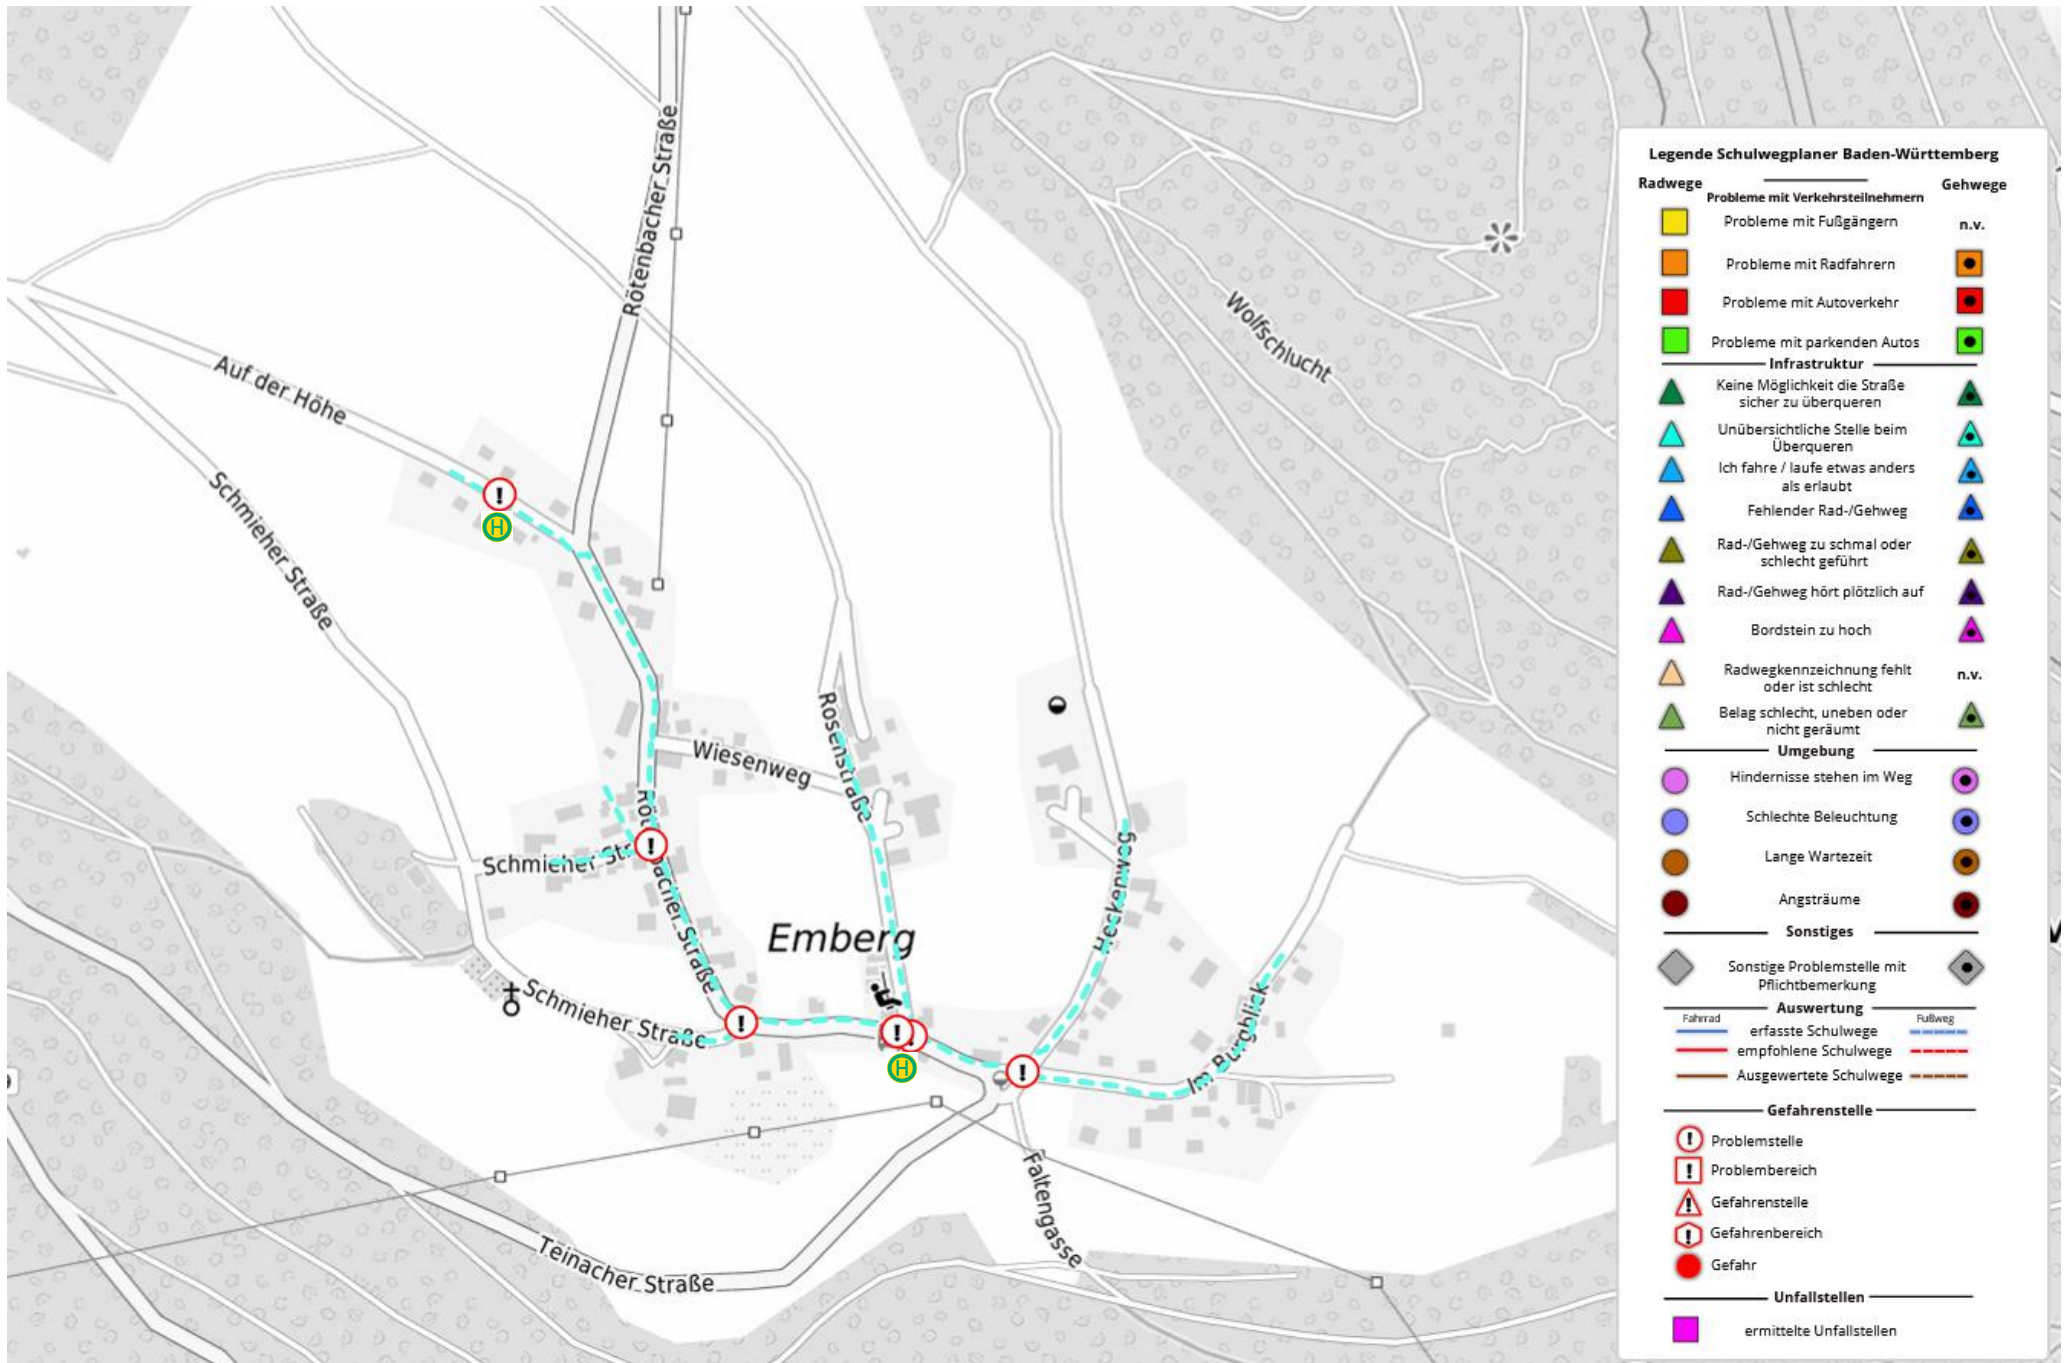 Rötenbacher Straße
Auf der Höhe
Schmieher Straße
Wolfschlucht
Wiesenweg
Rosenstraße
Heckenweg
Schmieher Str
Röt
bacher Straße
Emberg
Schmieher Straße
Im Burgblick
Faltengasse
Teinacher Straße
H
H
Legende Schulwegplaner Baden-Württemberg
Radwege
Gehwege
Probleme mit Verkehrsteilnehmern
Probleme mit Fußgängern
n.v.
Probleme mit Radfahrern
Probleme mit Autoverkehr
Probleme mit parkenden Autos
Infrastruktur
Keine Möglichkeit die Straße
sicher zu überqueren
Unübersichtliche Stelle beim
Überqueren
Ich fahre / laufe etwas anders
als erlaubt
Fehlender Rad-/Gehweg
Rad-/Gehweg zu schmal oder
schlecht geführt
Rad-/Gehweg hört plötzlich auf
Bordstein zu hoch
Radwegkennzeichnung fehlt
oder ist schlecht
n.v.
Belag schlecht, uneben oder
nicht geräumt
Umgebung
Hindernisse stehen im Weg
Schlechte Beleuchtung
Lange Wartezeit
Angsträume
Sonstiges
Sonstige Problemstelle mit
Pflichtbemerkung
Auswertung
Fahrrad
Fußweg
erfasste Schulwege
empfohlene Schulwege
Ausgewertete Schulwege
Gefahrenstelle
Problemstelle
Problembereich
Gefahrenstelle
Gefahrenbereich
Gefahr
Unfallstellen
ermittelte Unfallstellen